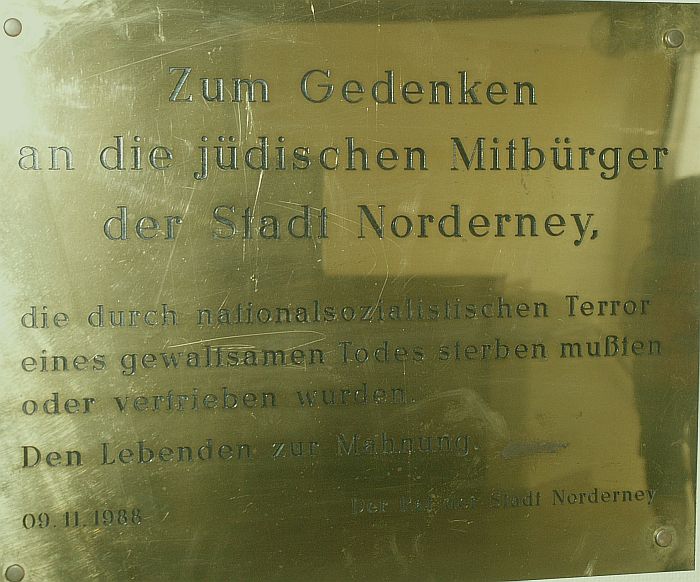 Zum Gedenken
an die jüdischen Mitbürger
der Stadt Norderney,
die durch nationalsozialistischen Terror
eines gewaltsamen Todes sterben mußten
oder vertrieben wurden.
Den Lebenden zur Mahnung.
09.11.1988
Der Rat der Stadt Norderney